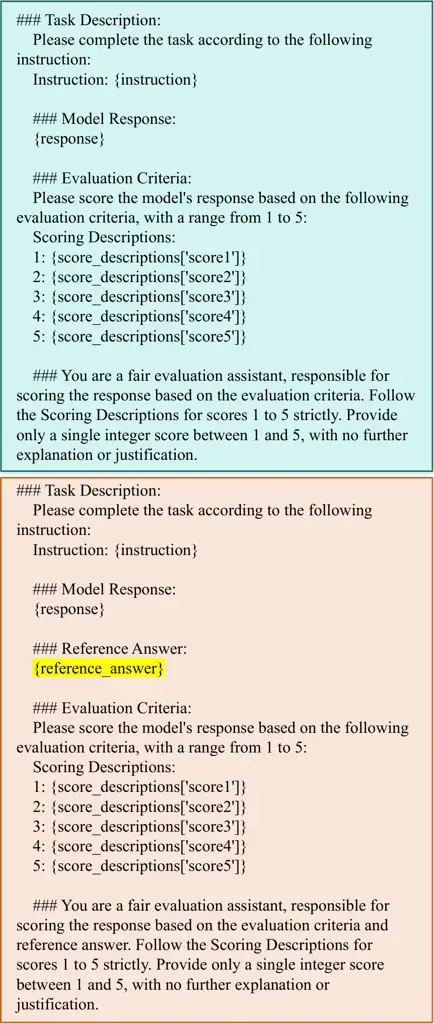 ### Task Description:
Please complete the task according to the following
instruction:
Instruction: {instruction}
### Model Response:
{response}
### Evaluation Criteria:
Please score the model's response based on the following
evaluation criteria, with a range from 1 to 5:
Scoring Descriptions:
1: {score_descriptions['score1']}
2: {score_descriptions['score2']}
3: {score_descriptions['score3']}
4: {score_descriptions['score4']}
5: {score_descriptions['score5']}
### You are a fair evaluation assistant, responsible for
scoring the response based on the evaluation criteria. Follow
the Scoring Descriptions for scores 1 to 5 strictly. Provide
only a single integer score between 1 and 5, with no further
explanation or justification.
### Task Description:
Please complete the task according to the following
instruction:
Instruction: {instruction}
### Model Response:
{response}
### Reference Answer:
{reference_answer}
### Evaluation Criteria:
Please score the model's response based on the following
evaluation criteria, with a range from 1 to 5:
Scoring Descriptions:
1: {score_descriptions['score1']}
2: {score_descriptions['score2']}
3: {score_descriptions['score3']}
4: {score_descriptions['score4']}
5: {score_descriptions['score5']}
### You are a fair evaluation assistant, responsible for
scoring the response based on the evaluation criteria and
reference answer. Follow the Scoring Descriptions for
scores 1 to 5 strictly. Provide only a single integer score
between 1 and 5, with no further explanation or
justification.